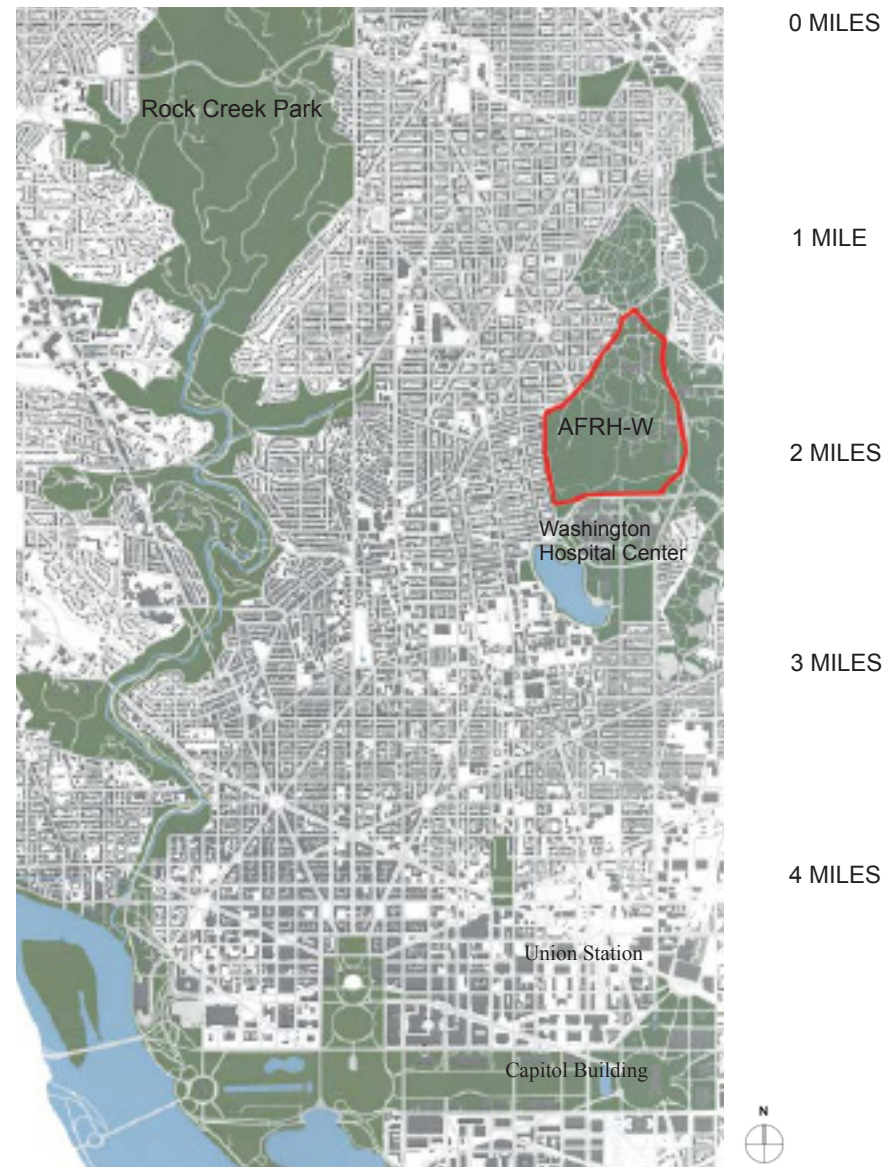 0 MILES
Rock Creek Park
1 MILE
AFRH-W
2 MILES
Washington
Hospital Center
3 MILES
4 MILES
Union Station
Capitol Building
N